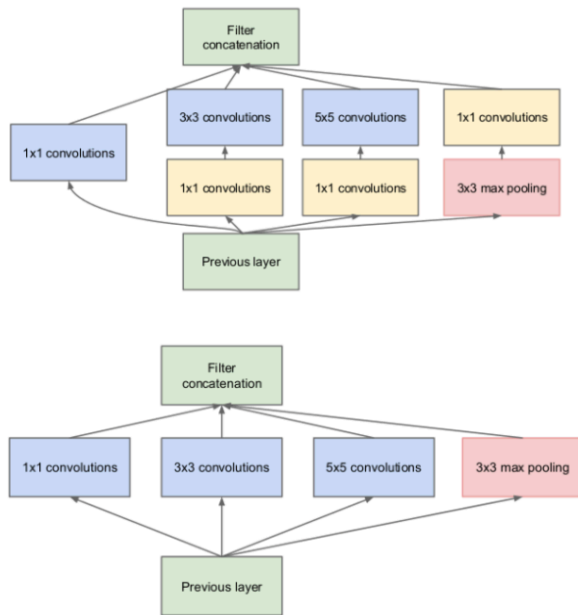 Filter
concatenation
3x3 convolutions
5x5 convolutions
1x1 convolutions
1x1 convolutions
1x1 convolutions
1x1 convolutions
3x3 max pooling
Previous layer
Filter
concatenation
1x1 convolutions
3x3 convolutions
5x5 convolutions
3x3 max pooling
Previous layer